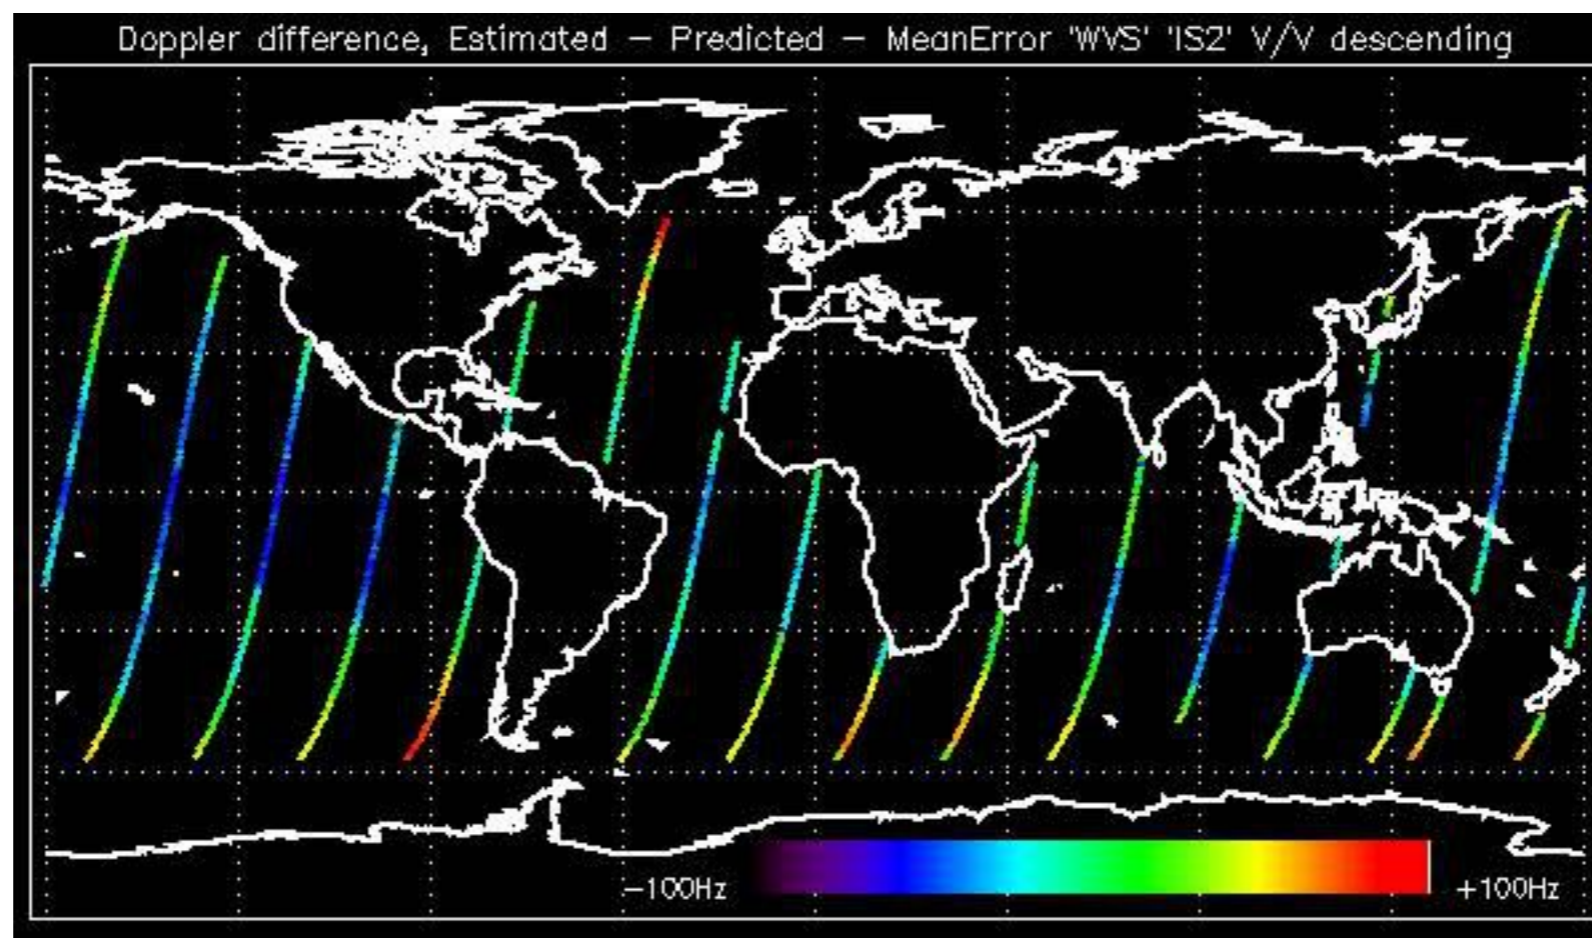 Doppler difference, Estimated – Predicted – MeanError 'WVS' 'IS2' V/V descending
-100Hz
+100Hz